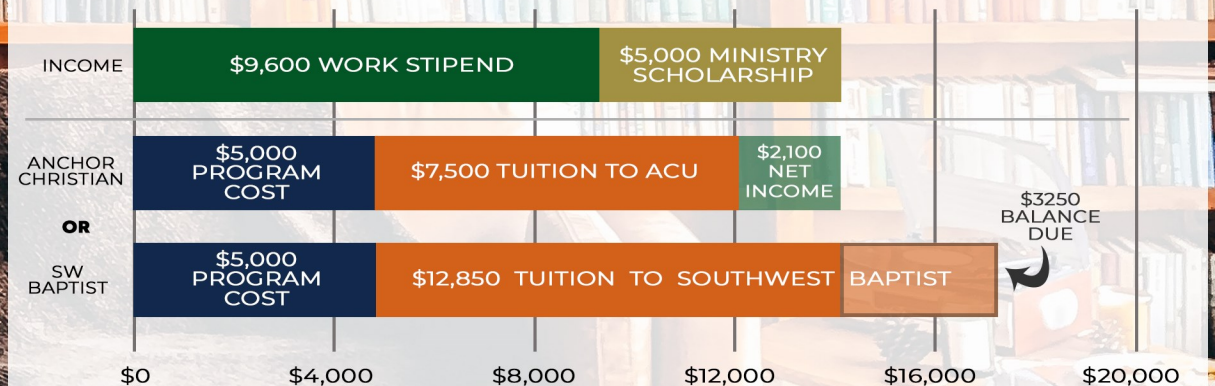 INCOME
$9,600 WORK STIPEND
$5,000 MINISTRY
SCHOLARSHIP
ANCHOR
CHRISTIAN
$5,000
PROGRAM
COST
$7,500 TUITION TO ACU
$2,100
NET
INCOME
OR
SW
BAPTIST
$5,000
PROGRAM
COST
$12,850 TUITION TO SOUTHWEST BAPTIST
$3250
BALANCE
DUE
$0 $4,000 $8,000 $12,000 $16,000 $20,000